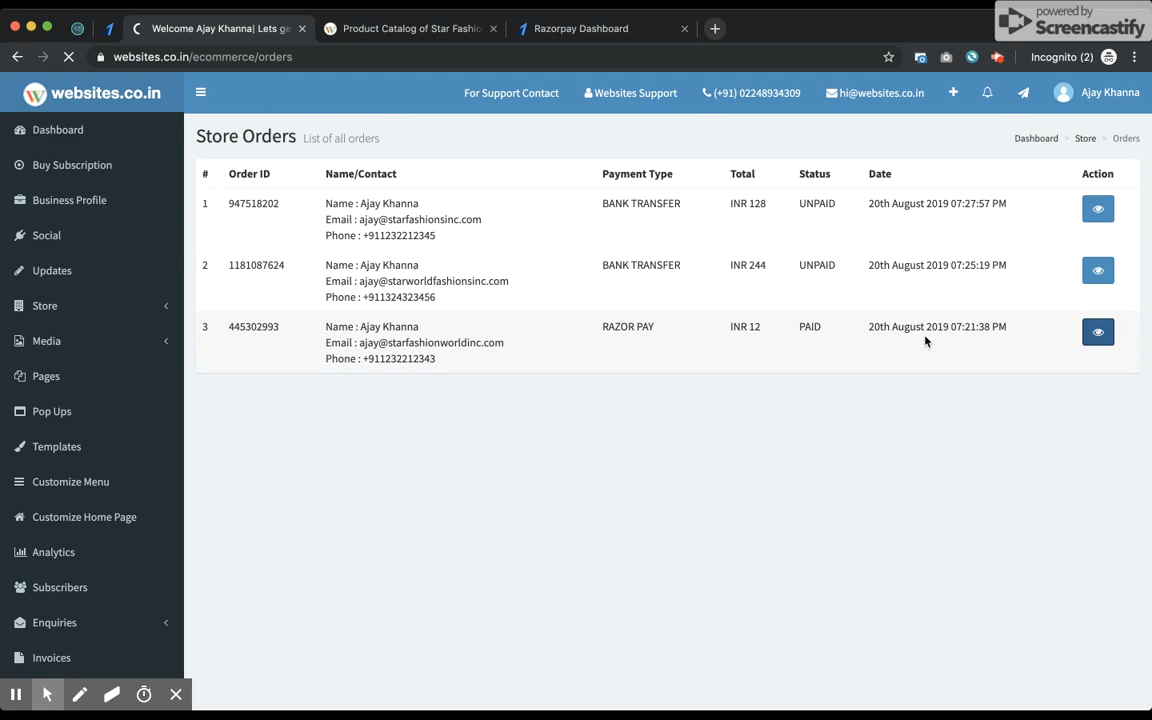 powered by
Screencastify
Welcome Ajay Khanna| Lets ge
Product Catalog of Star Fashio
Razorpay Dashboard
websites.co.in/ecommerce/orders
Incognito (2)
websites.co.in
For Support Contact
Websites Support
(+91) 02248934309
hi@websites.co.in
Ajay Khanna
Dashboard
Buy Subscription
Business Profile
Social
Updates
Store
Media
Pages
Pop Ups
Templates
Customize Menu
Customize Home Page
Analytics
Subscribers
Enquiries
Invoices
Store Orders List of all orders
Dashboard > Store > Orders
# Order ID Name/Contact Payment Type Total Status Date Action
1 947518202 Name : Ajay Khanna BANK TRANSFER INR 128 UNPAID 20th August 2019 07:27:57 PM
Email : ajay@starfashionsinc.com
Phone : +911232212345
2 1181087624 Name : Ajay Khanna BANK TRANSFER INR 244 UNPAID 20th August 2019 07:25:19 PM
Email : ajay@starworldfashionsinc.com
Phone : +911324323456
3 445302993 Name : Ajay Khanna RAZOR PAY INR 12 PAID 20th August 2019 07:21:38 PM
Email : ajay@starfashionworldinc.com
Phone : +911232212343